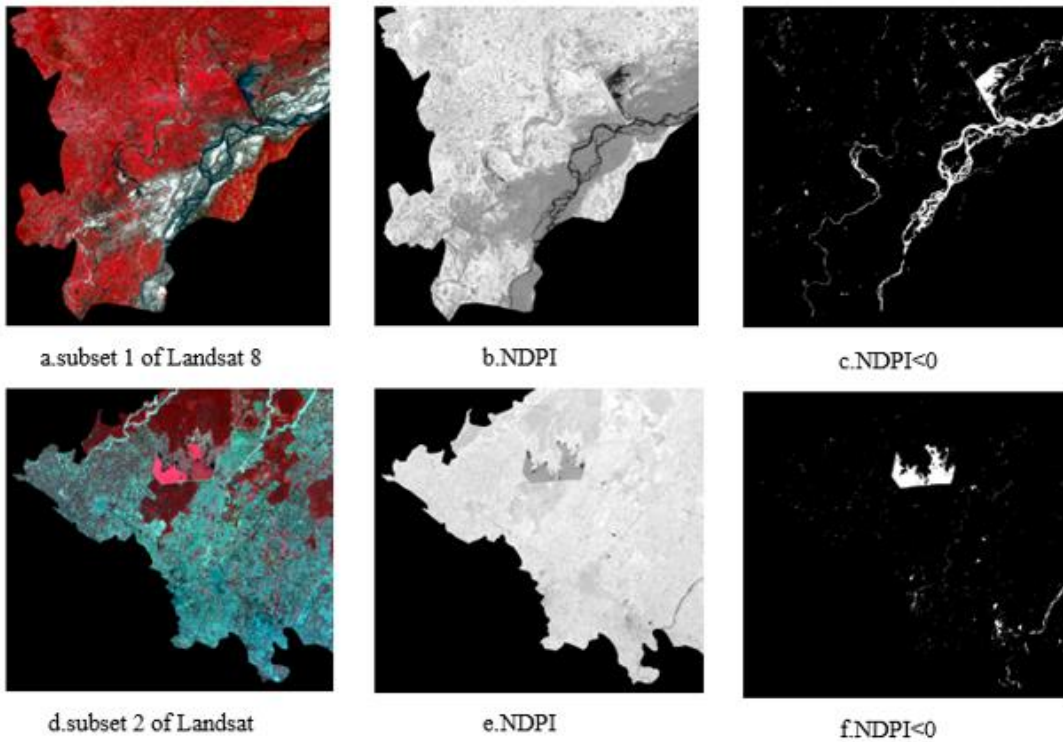 a.subset 1 of Landsat 8
b.NDPI
c.NDPI<0
d.subset 2 of Landsat
e.NDPI
f.NDPI<0